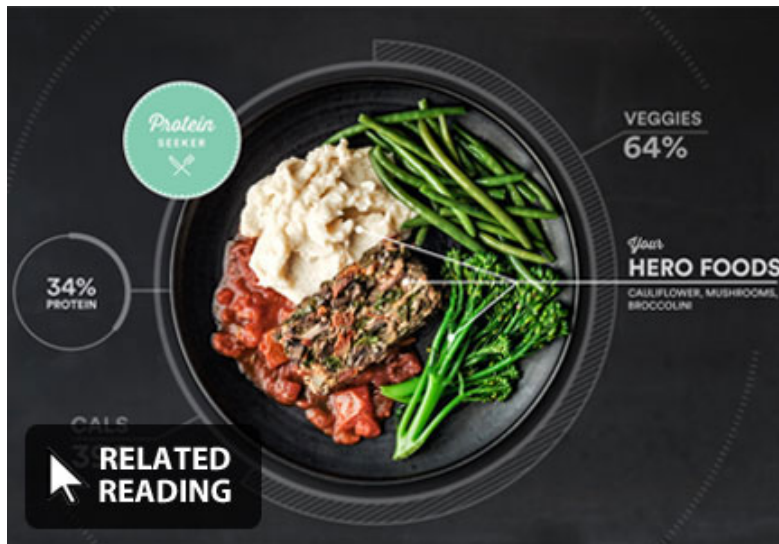 Protein
SEEKER
VEGGIES
64%
34%
PROTEIN
Your
HERO FOODS
CAULIFLOWER, MUSHROOMS,
BROCCOLINI
CALS
RELATED
READING